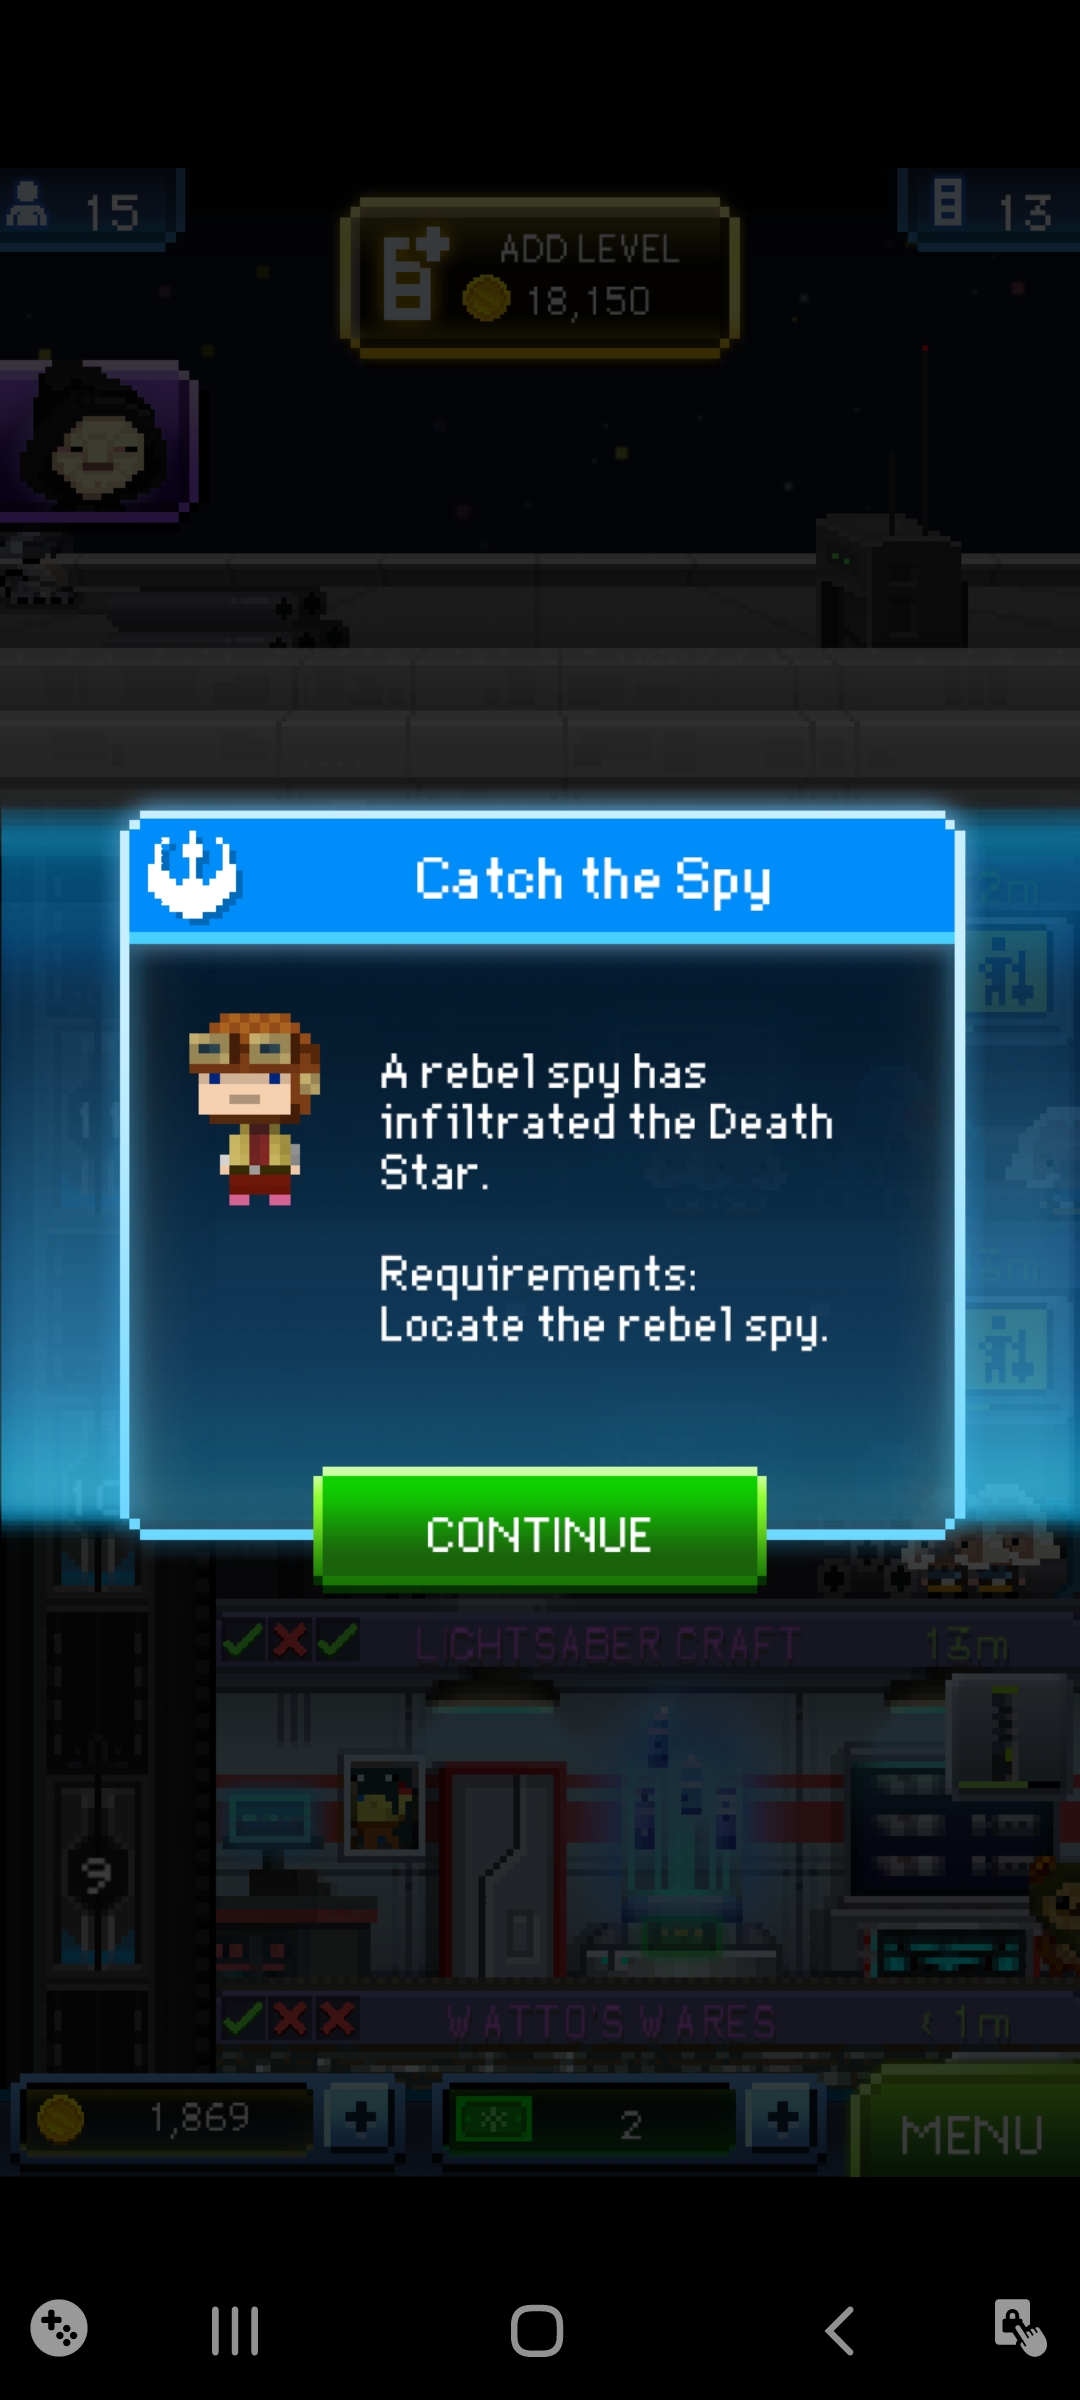 15
ADD LEVEL
18,150
13
Catch the Spy
A rebel spy has
infiltrated the Death
Star.
Requirements:
Locate the rebel spy.
CONTINUE
LIGHTSABER CRAFT
13m
9
WATTO'S WARES
< 1m
1,869
2
MENU